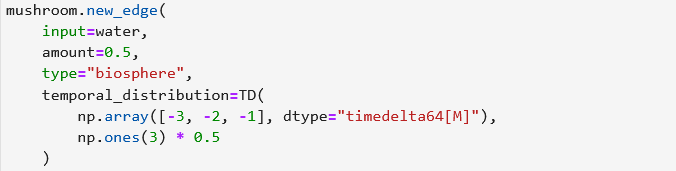 mushroom.new_edge(
    input=water,
    amount=0.5,
    type="biosphere",
    temporal_distribution=TD(
        np.array([-3, -2, -1], dtype="timedelta64[M]"),
        np.ones(3) * 0.5
    )